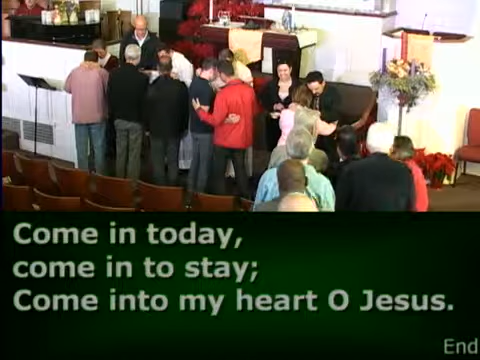 Come in today,
come in to stay;
Come into my heart O Jesus.
End